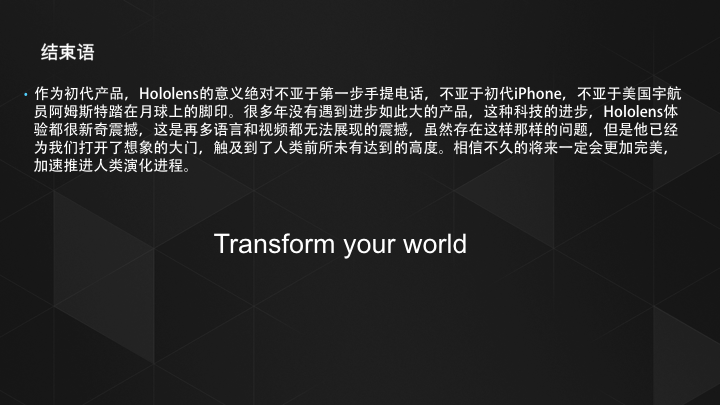 结束语
• 作为初代产品，Hololens的意义绝对不亚于第一步手提电话，不亚于初代iPhone，不亚于美国宇航
员阿姆斯特踏在月球上的脚印。很多年没有遇到进步如此大的产品，这种科技的进步，Hololens体
验都很新奇震撼，这是再多语言和视频都无法展现的震撼，虽然存在这样那样的问题，但是他已经
为我们打开了想象的大门，触及到了人类前所未有达到的高度。相信不久的将来一定会更加完美，
加速推进人类演化进程。
Transform your world